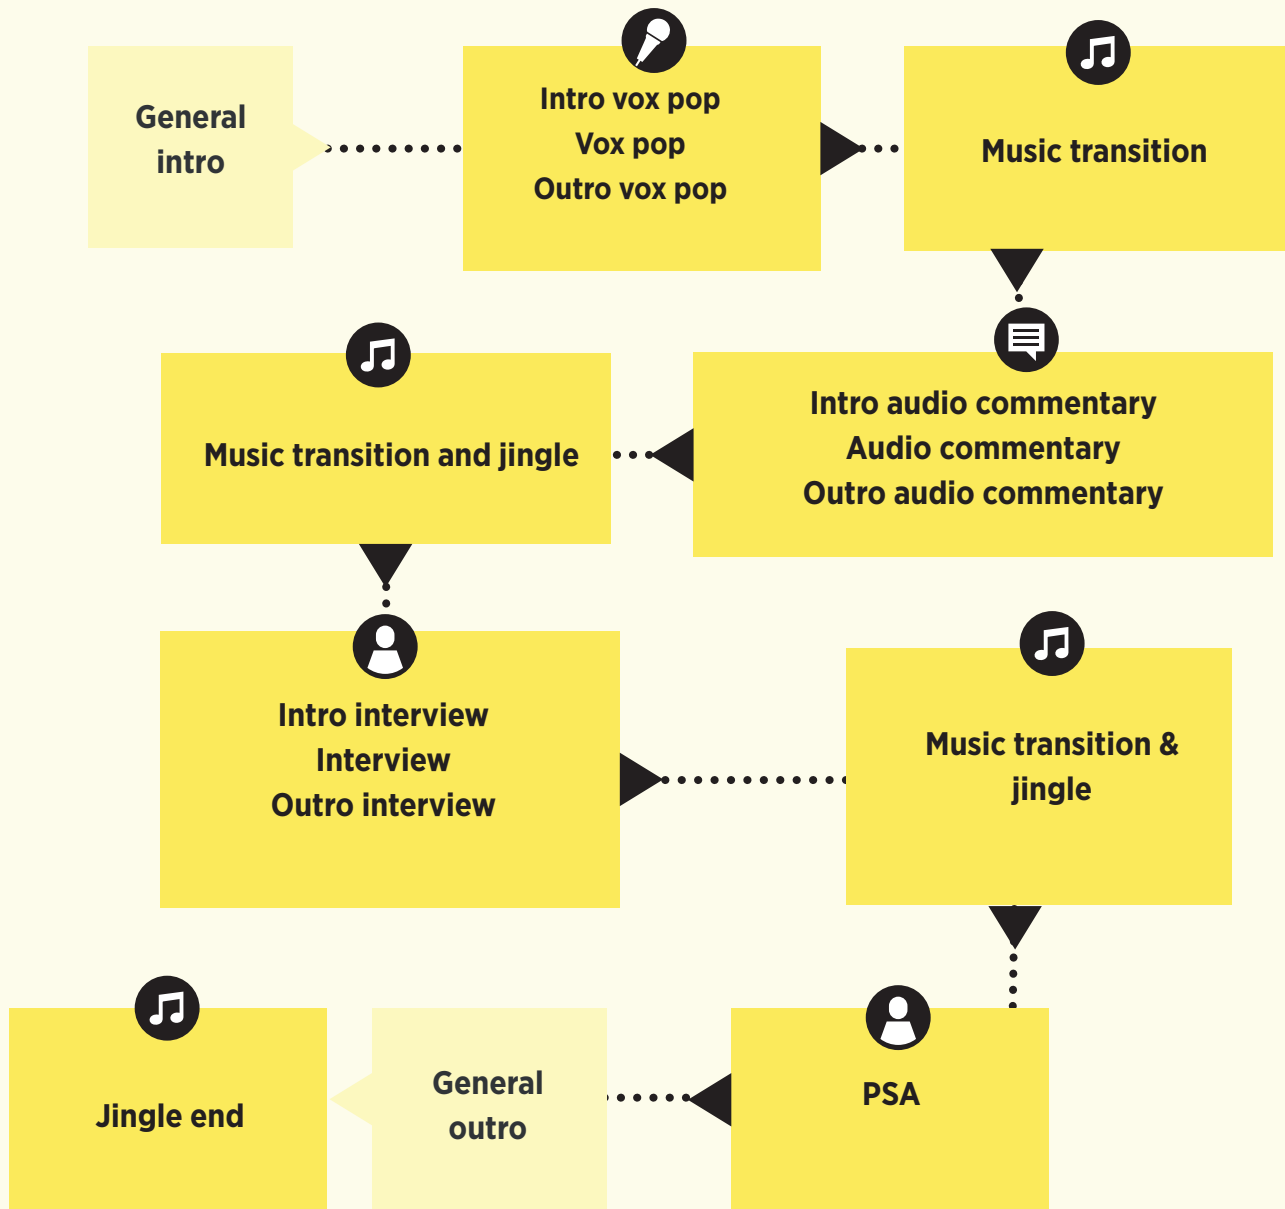 General
intro
Intro vox pop
Vox pop
Outro vox pop
Music transition
Intro audio commentary
Audio commentary
Outro audio commentary
Music transition and jingle
Intro interview
Interview
Outro interview
Music transition &
jingle
PSA
General
outro
Jingle end